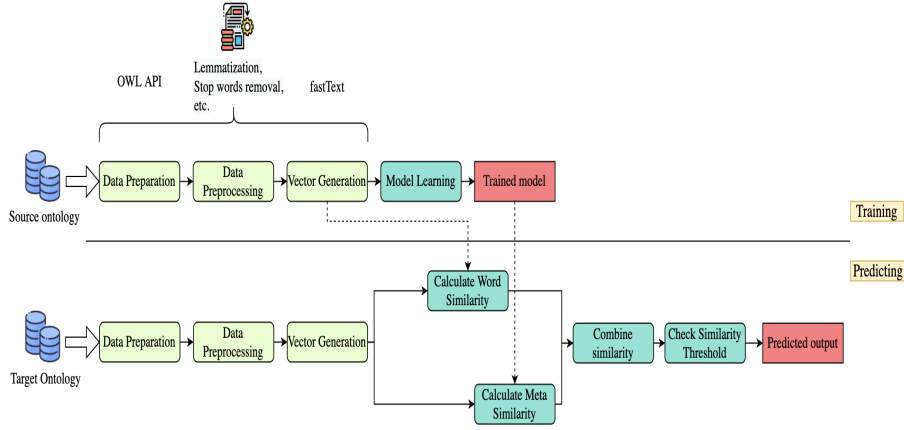 OWL API
Lemmatization,
Stop words removal,
etc.
fastText
Source ontology
Data Preparation
Data
Preprocessing
Vector Generation
Model Learning
Trained model
Training
Predicting
Calculate Word
Similarity
Target Ontology
Data Preparation
Data
Preprocessing
Vector Generation
Combine
similarity
Check Similarity
Threshold
Predicted output
Calculate Meta
Similarity